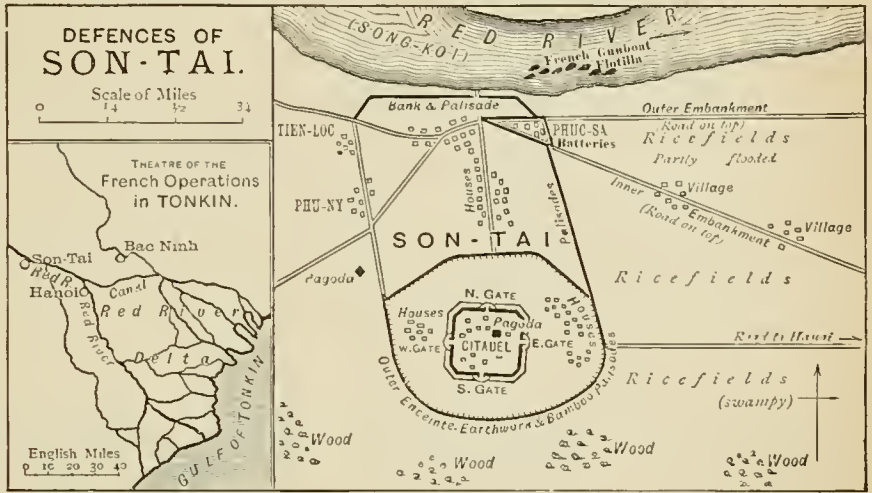 DEFENCES OF
SON-TAI.
Scale of Miles
0 1/4 1/2 3/4
THEATRE OF THE
French Operations
in TONKIN.
Son-Tai
Bac Ninh
Red R.
Hanoi
Canal
Red River
Red River
Delta
GULF OF TONKIN
English Miles
0 10 20 30 40
RED RIVER
(SONG-KOI)
French Gunboat
Flotilla
Bank & Palisade
Outer Embankment
(Road on top)
TIEN-LOC
PHUC-SA
Batteries
Ricefields
Partly flooded
Inner Embankment
(Road on top)
Village
Village
PHU-NY
Houses
Palisades
SON-TAI
Pagoda
Ricefields
N. GATE
Houses
Pagoda
Houses
W. GATE
CITADEL
E. GATE
S. GATE
Road to Hanoi
Outer Enceinte-Earthwork & Bamboo Palisades
Ricefields
(swampy)
Wood
Wood
Wood
Wood